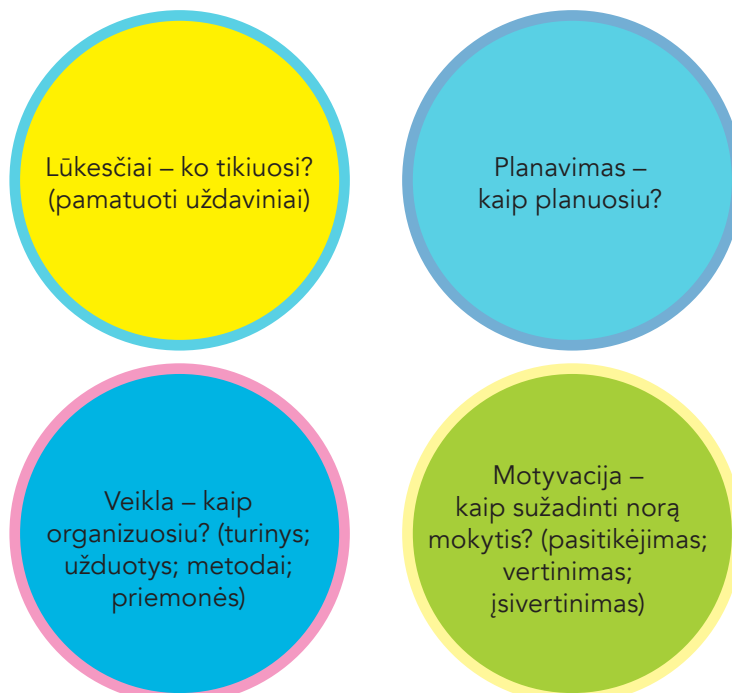 Lūkesčiai – ko tikiuosi?
(pamatuoti uždaviniai)
Planavimas –
kaip planuosiu?
Veikla – kaip
organizuosiu? (turinys;
užduotys; metodai;
priemonės)
Motyvacija –
kaip sužadinti norą
mokytis? (pasitikėjimas;
vertinimas;
įsivertinimas)